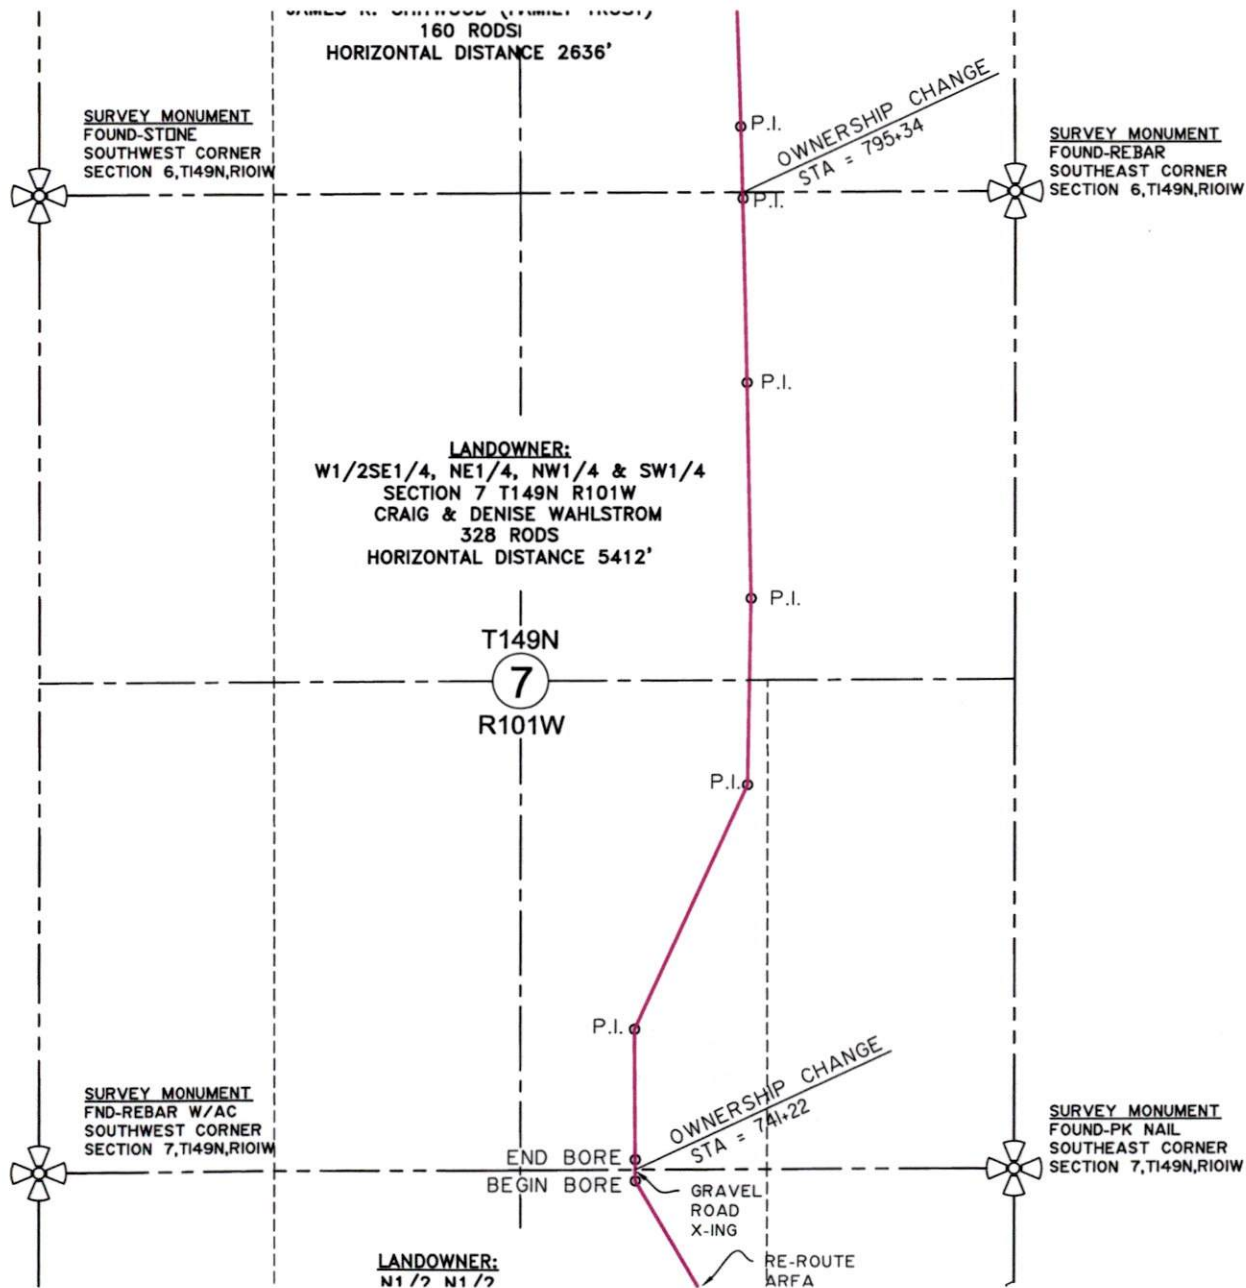 160 RODS
HORIZONTAL DISTANCE 2636'
SURVEY MONUMENT
FOUND-STONE
SOUTHWEST CORNER
SECTION 6,T149N,R101W
P.I.
OWNERSHIP CHANGE
STA = 795+34
SURVEY MONUMENT
FOUND-REBAR
SOUTHEAST CORNER
SECTION 6,T149N,R101W
P.I.
P.I.
LANDOWNER:
W1/2SE1/4, NE1/4, NW1/4 & SW1/4
SECTION 7 T149N R101W
CRAIG & DENISE WAHLSTROM
328 RODS
HORIZONTAL DISTANCE 5412'
P.I.
T149N
7
R101W
P.I.
P.I.
OWNERSHIP CHANGE
STA = 741+22
SURVEY MONUMENT
FND-REBAR W/AC
SOUTHWEST CORNER
SECTION 7,T149N,R101W
SURVEY MONUMENT
FOUND-PK NAIL
SOUTHEAST CORNER
SECTION 7,T149N,R101W
END BORE
BEGIN BORE
GRAVEL
ROAD
X-ING
LANDOWNER:
N1/2 N1/2
RE-ROUTE
AREA